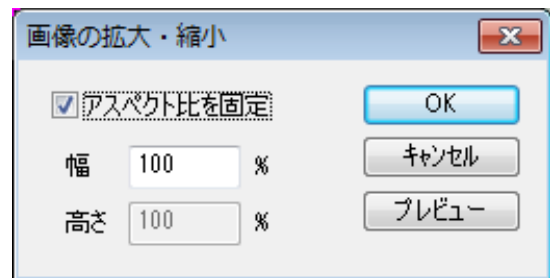 画像の拡大・縮小
アスペクト比を固定
幅 100 %
高さ 100 %
OK
キャンセル
プレビュー